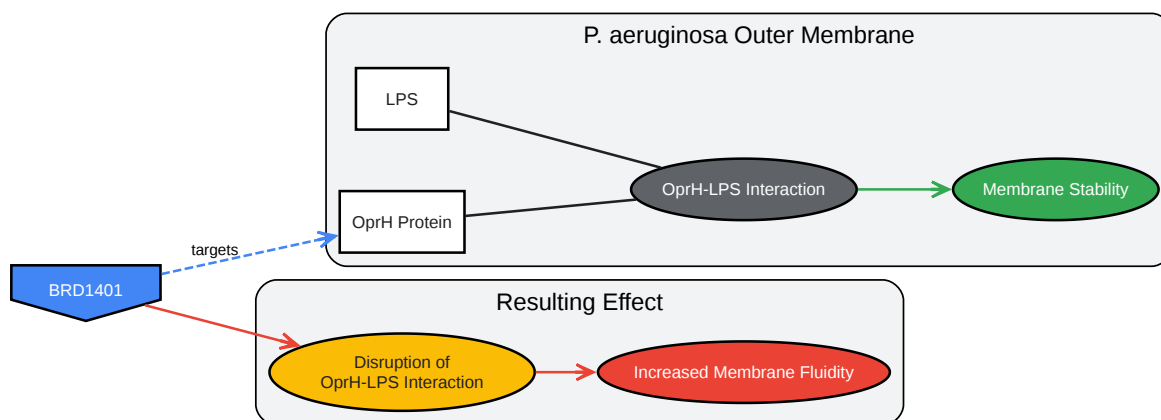 P. aeruginosa Outer Membrane
LPS
OprH-LPS Interaction
Membrane Stability
OprH Protein
targets
BRD1401
Resulting Effect
Disruption of
OprH-LPS Interaction
Increased Membrane Fluidity